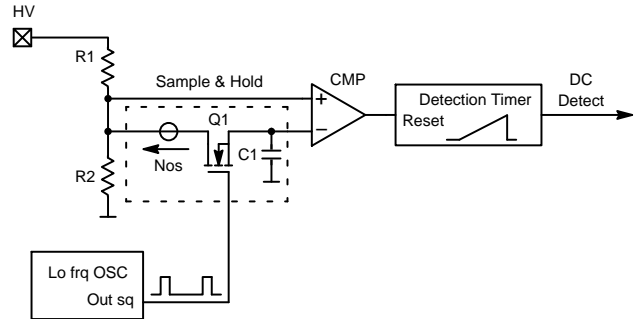 HV
R1
Sample & Hold
CMP
DC
Detect
Q1
+
−
Detection Timer
Reset
Nos
C1
R2
Lo frq OSC
Out sq